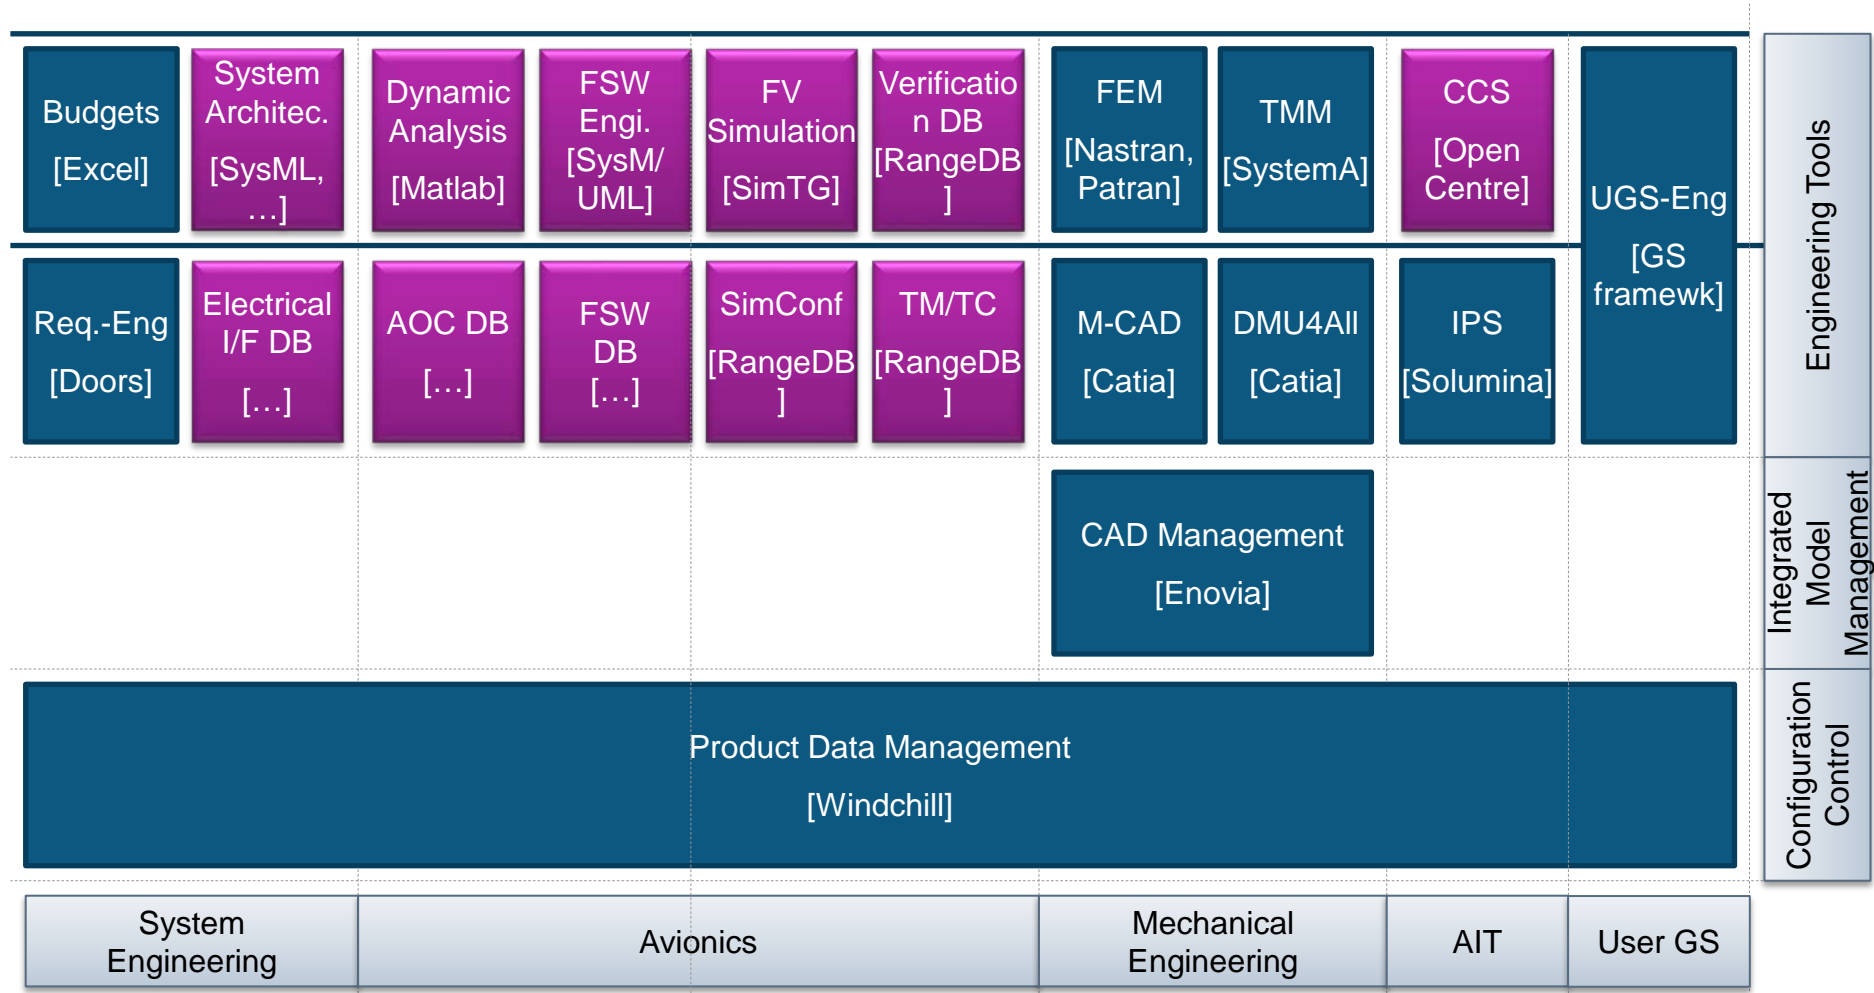 Budgets
[Excel]
System
Architec.
[SysML,
…]
Dynamic
Analysis
[Matlab]
FSW
Engi.
[SysM/
UML]
FV
Simulation
[SimTG]
Verificatio
n DB
[RangeDB
]
FEM
[Nastran,
Patran]
TMM
[SystemA]
CCS
[Open
Centre]
UGS-Eng
[GS
framewk]
Engineering Tools
Req.-Eng
[Doors]
Electrical
I/F DB
[…]
AOC DB
[…]
FSW
DB
[…]
SimConf
[RangeDB
]
TM/TC
[RangeDB
]
M-CAD
[Catia]
DMU4All
[Catia]
IPS
[Solumina]
CAD Management
[Enovia]
Integrated
Model
Management
Product Data Management
[Windchill]
Configuration
Control
System
Engineering
Avionics
Mechanical
Engineering
AIT
User GS